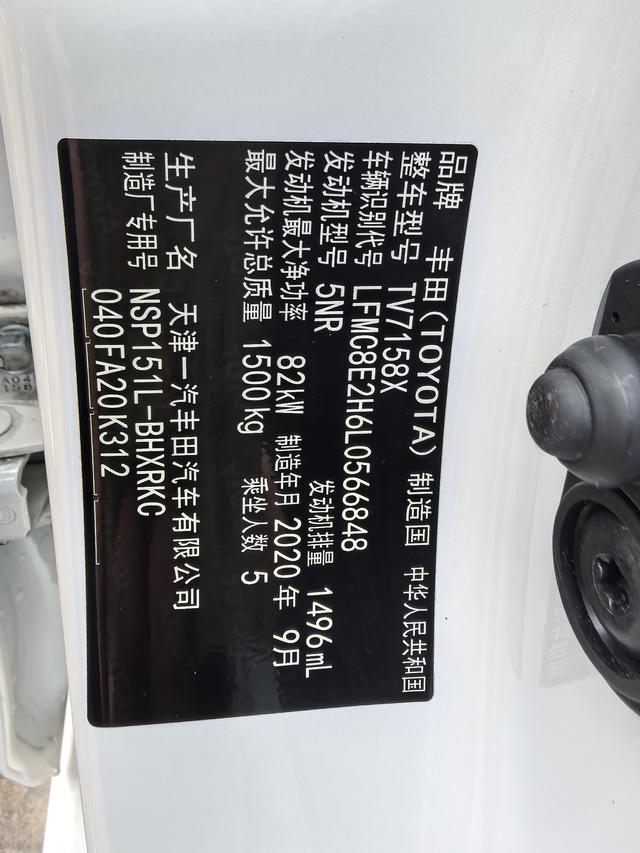 品牌 丰田(TOYOTA) 制造国 中华人民共和国
整车型号 TV7158X
车辆识别代号 LFMC8E2H6L0566848
发动机型号 5NR 发动机排量 1496mL
发动机最大净功率 82kW 制造年月 2020年 9月
最大允许总质量 1500kg 乘坐人数 5
生产厂名 天津一汽丰田汽车有限公司
制造厂专用号 NSP151L-BHXRKC
040FA20K312